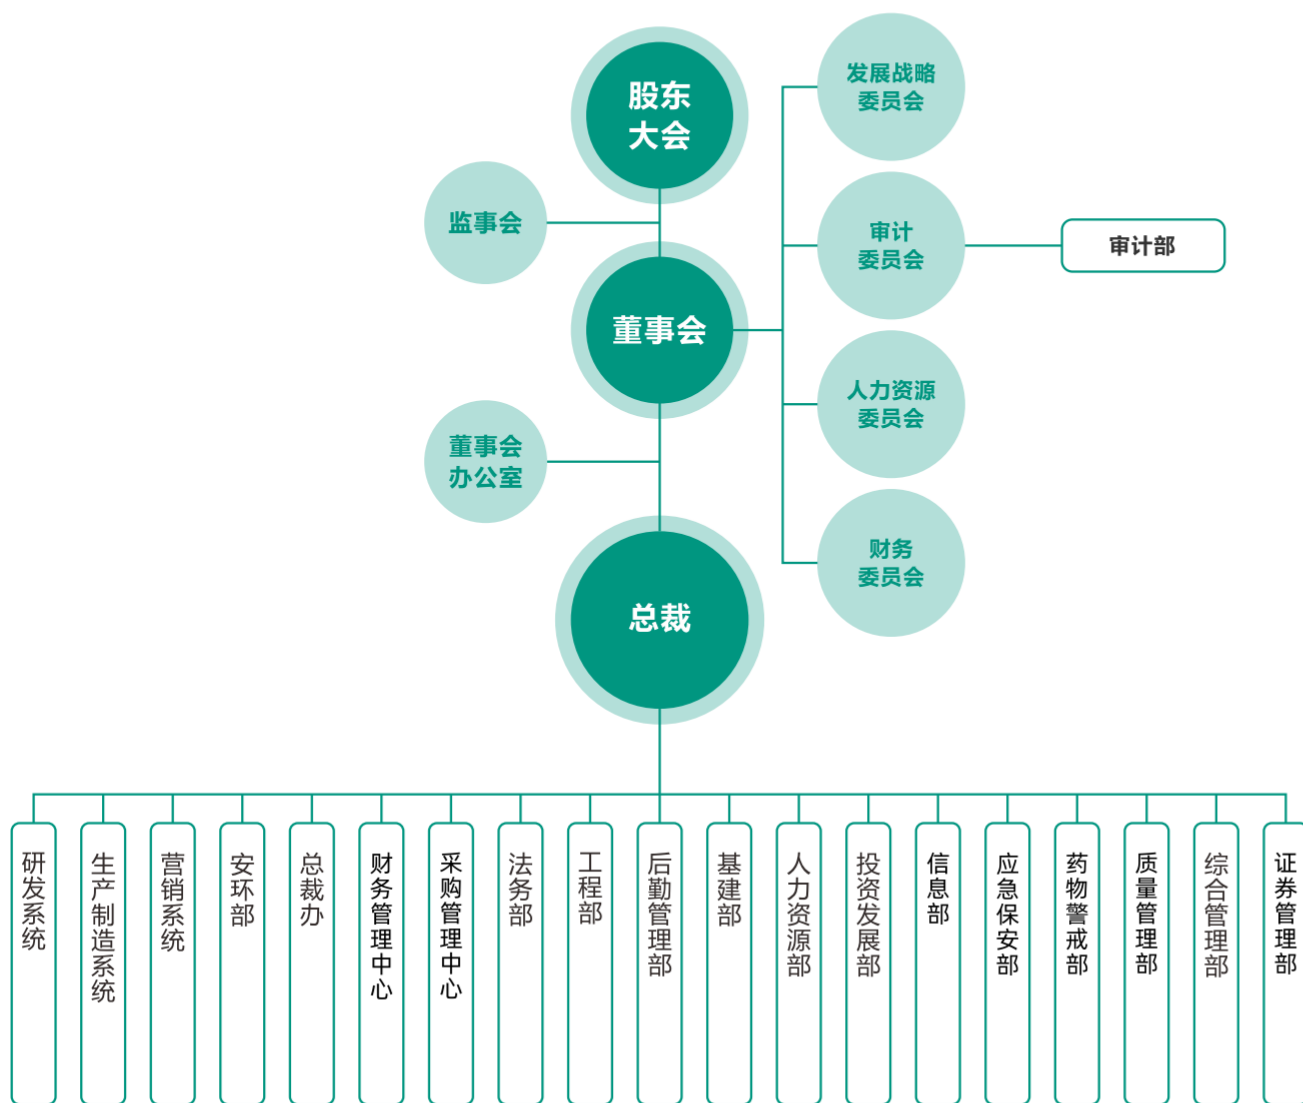 股东
大会
监事会
董事会
董事会
办公室
总裁
发展战略
委员会
审计
委员会
审计部
人力资源
委员会
财务
委员会
研发系统
生产制造系统
营销系统
安环部
总裁办
财务管理中心
采购管理中心
法务部
工程部
后勤管理部
基建部
人力资源部
投资发展部
信息部
应急保安部
药物警戒部
质量管理部
综合管理部
证券管理部